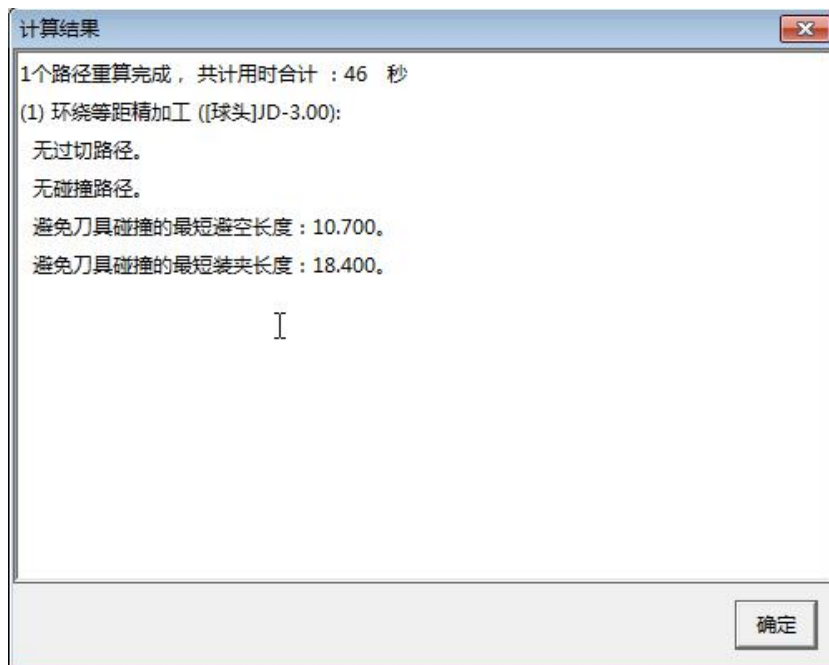 计算结果
1个路径重算完成，共计用时合计 ：46 秒
(1) 环绕等距精加工 ([球头]JD-3.00):
无过切路径。
无碰撞路径。
避免刀具碰撞的最短避空长度：10.700。
避免刀具碰撞的最短装夹长度：18.400。
确定